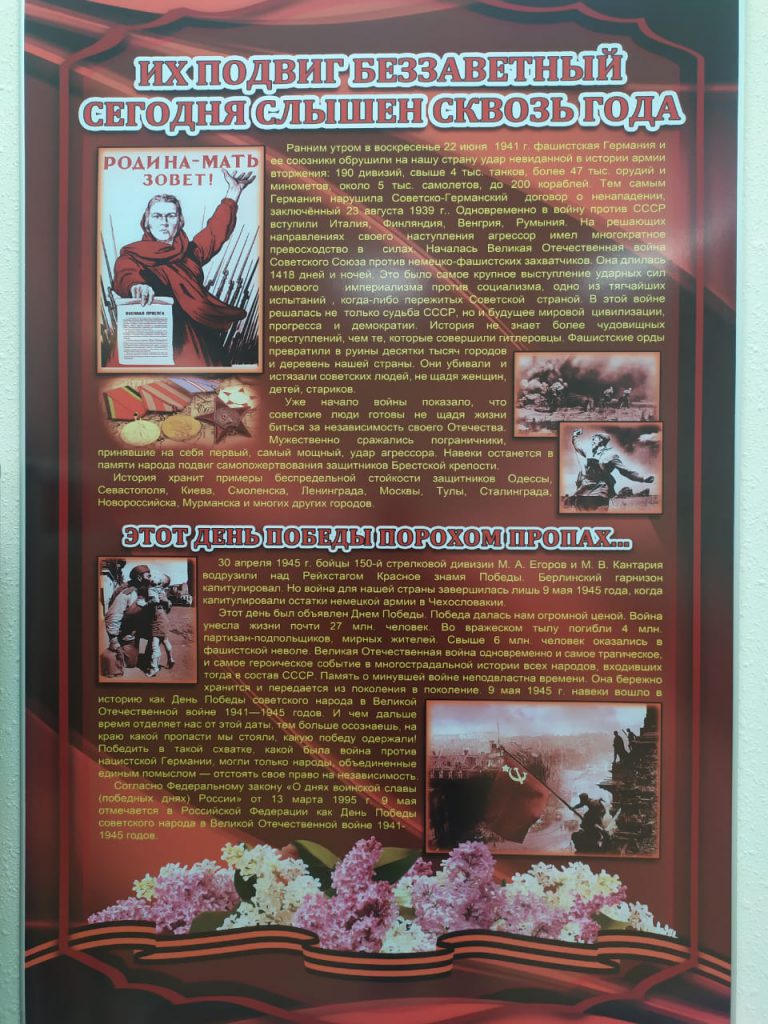 ИХ ПОДВИГ БЕЗЗАВЕТНЫЙ
СЕГОДНЯ СЛЫШЕН СКВОЗЬ ГОДА
РОДИНА-МАТЬ
ЗОВЕТ!
ВОЕННАЯ ПРИСЯГА
Ранним утром в воскресенье 22 июня 1941 г. фашистская Германия и
ее союзники обрушили на нашу страну удар невиданной в истории армии
вторжения: 190 дивизий, свыше 4 тыс. танков, более 47 тыс. орудий и
минометов, около 5 тыс. самолетов, до 200 кораблей. Тем самым
Германия нарушила Советско-Германский договор о ненападении,
заключённый 23 августа 1939 г.. Одновременно в войну против СССР
вступили Италия, Финляндия, Венгрия, Румыния. На решающих
направлениях своего наступления агрессор имел многократное
превосходство в силах. Началась Великая Отечественная война
Советского Союза против немецко-фашистских захватчиков. Она длилась
1418 дней и ночей. Это было самое крупное выступление ударных сил
мирового империализма против социализма, одно из тягчайших
испытаний , когда-либо пережитых Советской страной. В этой войне
решалась не только судьба СССР, но и будущее мировой цивилизации,
прогресса и демократии. История не знает более чудовищных
преступлений, чем те, которые совершили гитлеровцы. Фашистские орды
превратили в руины десятки тысяч городов
и деревень нашей страны. Они убивали и
истязали советских людей, не щадя женщин,
детей, стариков.
Уже начало войны показало, что
советские люди готовы не щадя жизни
биться за независимость своего Отечества.
Мужественно сражались пограничники,
принявшие на себя первый, самый мощный, удар агрессора. Навеки останется в
памяти народа подвиг самопожертвования защитников Брестской крепости.
История хранит примеры беспредельной стойкости защитников Одессы,
Севастополя, Киева, Смоленска, Ленинграда, Москвы, Тулы, Сталинграда,
Новороссийска, Мурманска и многих других городов.
ЭТОТ ДЕНЬ ПОБЕДЫ ПОРОХОМ ПРОПАХ...
30 апреля 1945 г. бойцы 150-й стрелковой дивизии М. А. Егоров и М. В. Кантария
водрузили над Рейхстагом Красное знамя Победы. Берлинский гарнизон
капитулировал. Но война для нашей страны завершилась лишь 9 мая 1945 года, когда
капитулировали остатки немецкой армии в Чехословакии.
Этот день был объявлен Днем Победы. Победа далась нам огромной ценой. Война
унесла жизни почти 27 млн. человек. Во вражеском тылу погибли 4 млн.
партизан-подпольщиков, мирных жителей. Свыше 6 млн. человек оказались в
фашистской неволе. Великая Отечественная война одновременно и самое трагическое,
и самое героическое событие в многострадальной истории всех народов, входивших
тогда в состав СССР. Память о минувшей войне неподвластна времени. Она бережно
хранится и передается из поколения в поколение. 9 мая 1945 г. навеки вошло в
историю как День Победы советского народа в Великой
Отечественной войне 1941—1945 годов. И чем дальше
время отделяет нас от этой даты, тем больше осознаешь, на
краю какой пропасти мы стояли, какую победу одержали!
Победить в такой схватке, какой была война против
нацистской Германии, могли только народы, объединенные
единым помыслом — отстоять свое право на независимость.
Согласно Федеральному закону «О днях воинской славы
(победных днях) России» от 13 марта 1995 г. 9 мая
отмечается в Российской Федерации как День Победы
советского народа в Великой Отечественной войне 1941-
1945 годов.